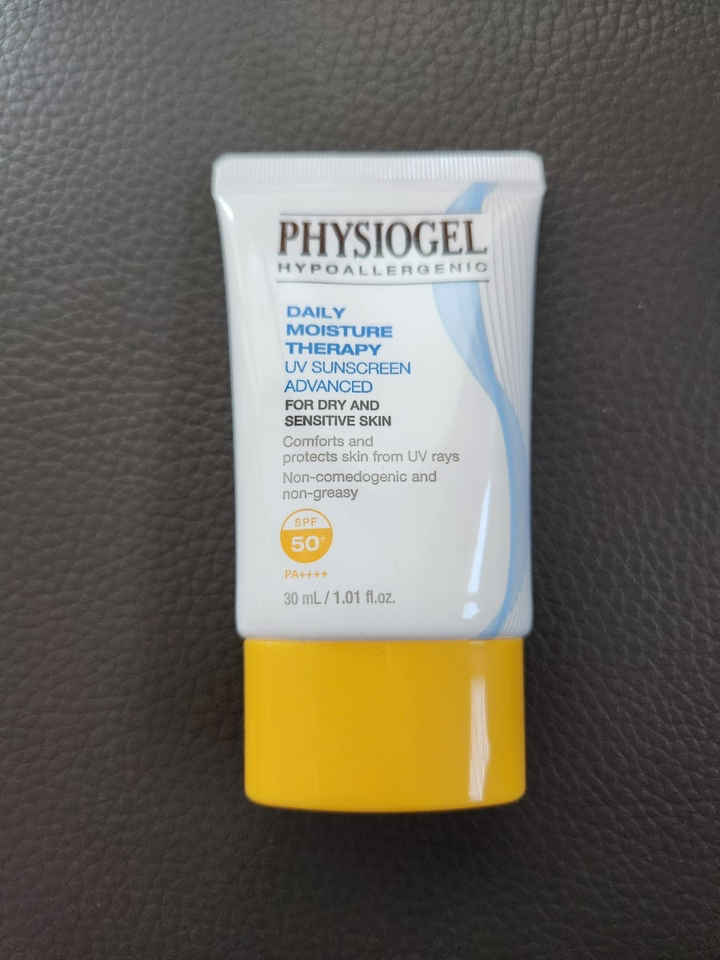 PHYSIOGEL
HYPOALLERGENIC
DAILY
MOISTURE
THERAPY
UV SUNSCREEN
ADVANCED
FOR DRY AND
SENSITIVE SKIN
Comforts and
protects skin from UV rays
Non-comedogenic and
non-greasy
SPF
50+
PA++++
30 mL / 1.01 fl.oz.